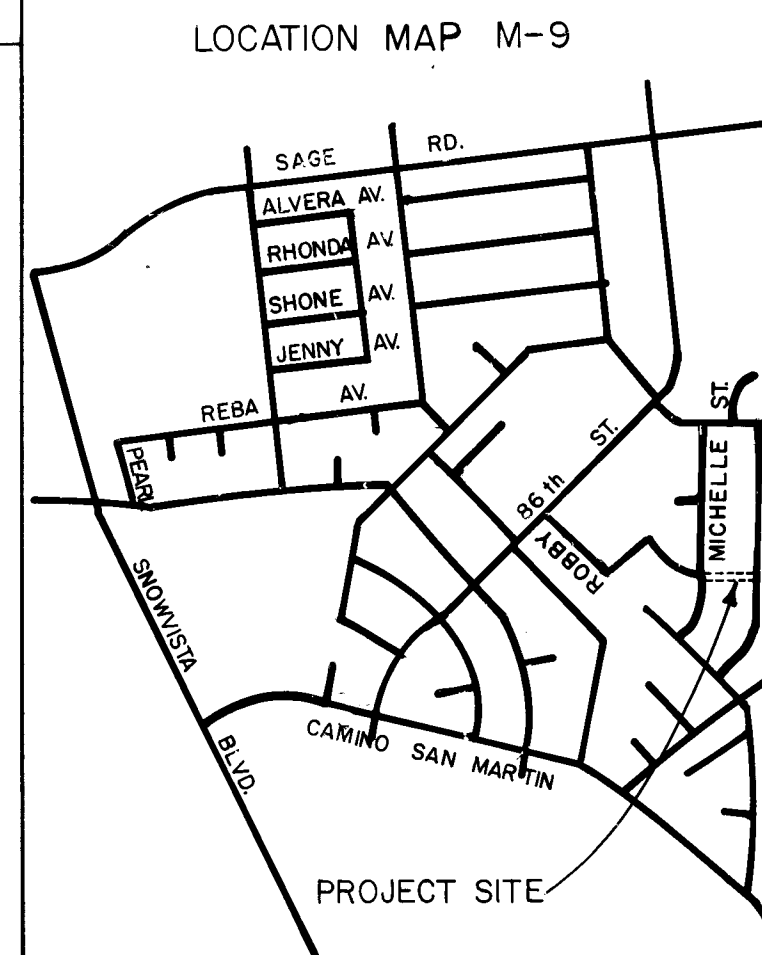 LOCATION MAP M-9
SAGE RD.
ALVERA AV.
RHONDA AV.
SHONE AV.
JENNY AV.
REBA AV.
PEARL
86th ST.
ROBBY
MICHELLE ST.
SNOWVISTA BLVD.
CAMINO SAN MARTIN
PROJECT SITE